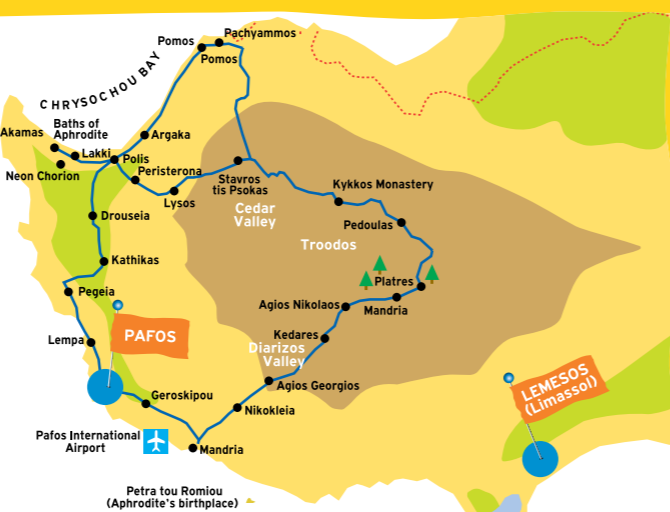 Pachyammos
Pomos
Pomos
CHRYSOCHOU BAY
Akamas
Baths of
Aphrodite
Argaka
Lakki
Polis
Neon Chorion
Peristerona
Lysos
Stavros
tis Psokas
Kykkos Monastery
Cedar
Valley
Pedoulas
Drouseia
Troodos
Kathikas
Platres
Pegeia
Agios Nikolaos
Mandria
PAFOS
Lempa
Kedares
Diarizos
Valley
Agios Georgios
LEMESOS
(Limassol)
Geroskipou
Nikokleia
Pafos International
Airport
Mandria
Petra tou Romiou
(Aphrodite's birthplace)